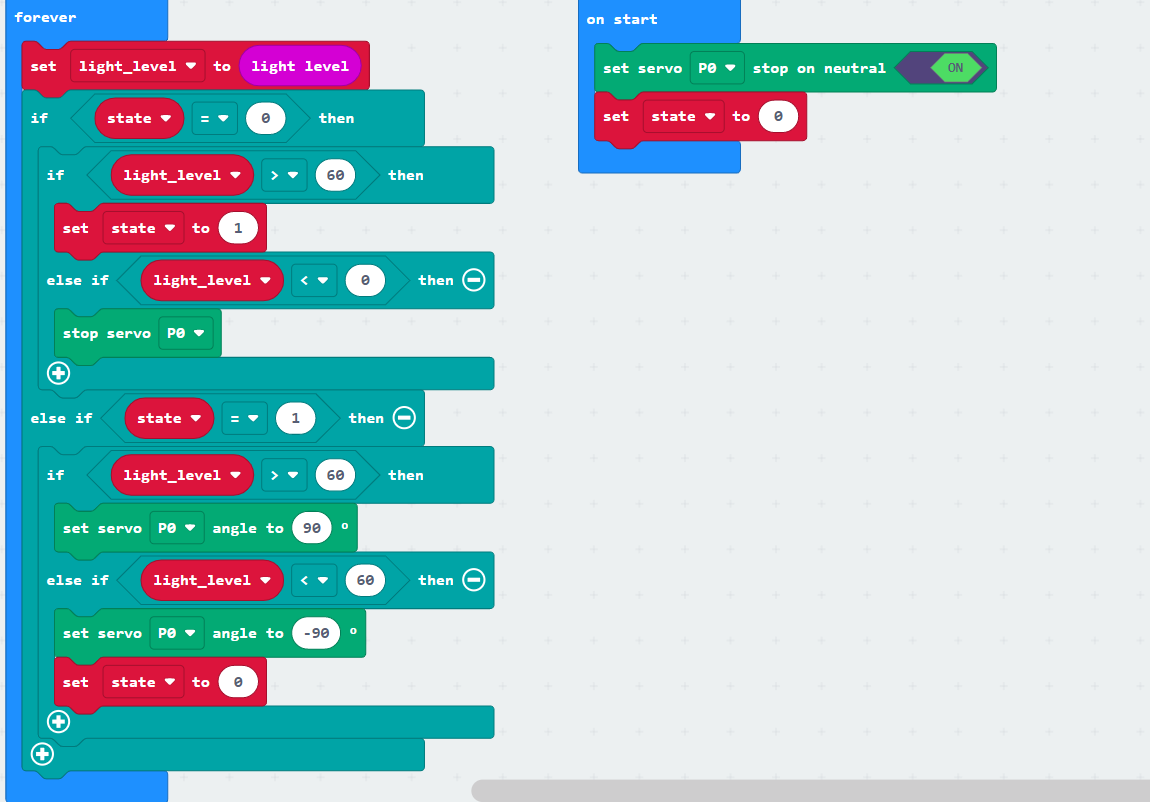 forever
set light_level to light level
if state = 0 then
if light_level > 60 then
set state to 1
else if light_level < 0 then
stop servo P0
else if state = 1 then
if light_level > 60 then
set servo P0 angle to 90 °
else if light_level < 60 then
set servo P0 angle to -90 °
set state to 0
on start
set servo P0 stop on neutral ON
set state to 0